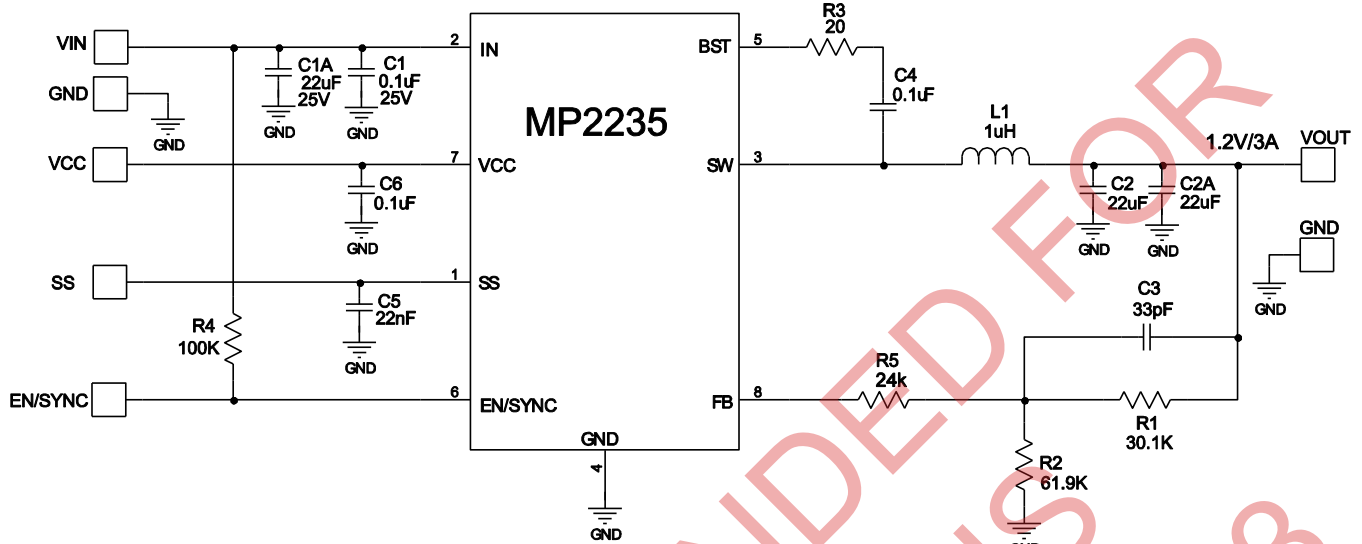 VIN
GND
GND
VCC
SS
EN/SYNC
R4
100K
C1A
22uF
25V
GND
C1
0.1uF
25V
GND
C6
0.1uF
GND
C5
22nF
GND
2
7
1
6
IN
VCC
SS
EN/SYNC
MP2235
BST
SW
FB
GND
4
GND
5
3
8
R3
20
C4
0.1uF
L1
1uH
C2
22uF
GND
C2A
22uF
GND
1.2V/3A
VOUT
GND
GND
C3
33pF
R5
24k
R1
30.1K
R2
61.9K
FOR